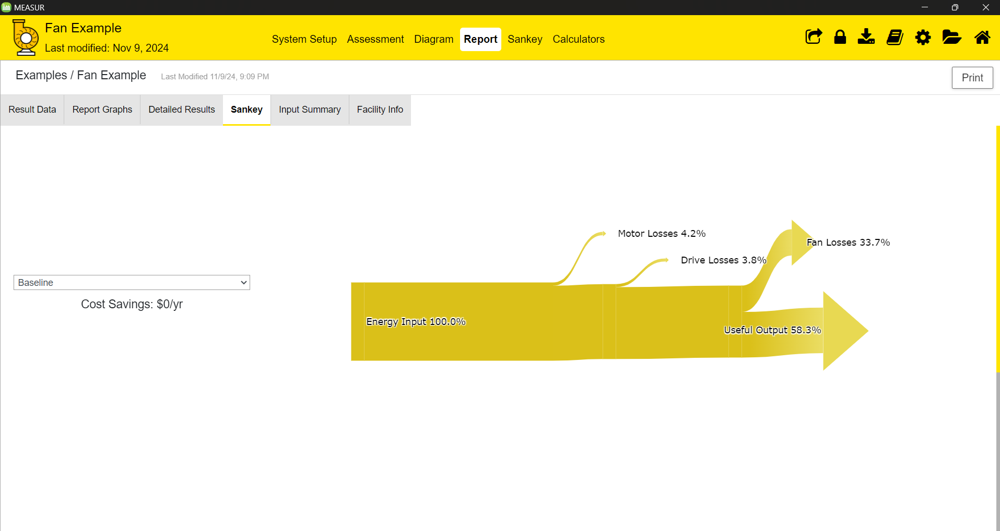 MEASUR
Fan Example
Last modified: Nov 9, 2024
System Setup Assessment Diagram Report Sankey Calculators
Examples / Fan Example Last Modified 11/9/24, 9:09 PM
Print
Result Data Report Graphs Detailed Results Sankey Input Summary Facility Info
Motor Losses 4.2%
Fan Losses 33.7%
Drive Losses 3.8%
Baseline
Cost Savings: $0/yr
Energy Input 100.0%
Useful Output 58.3%